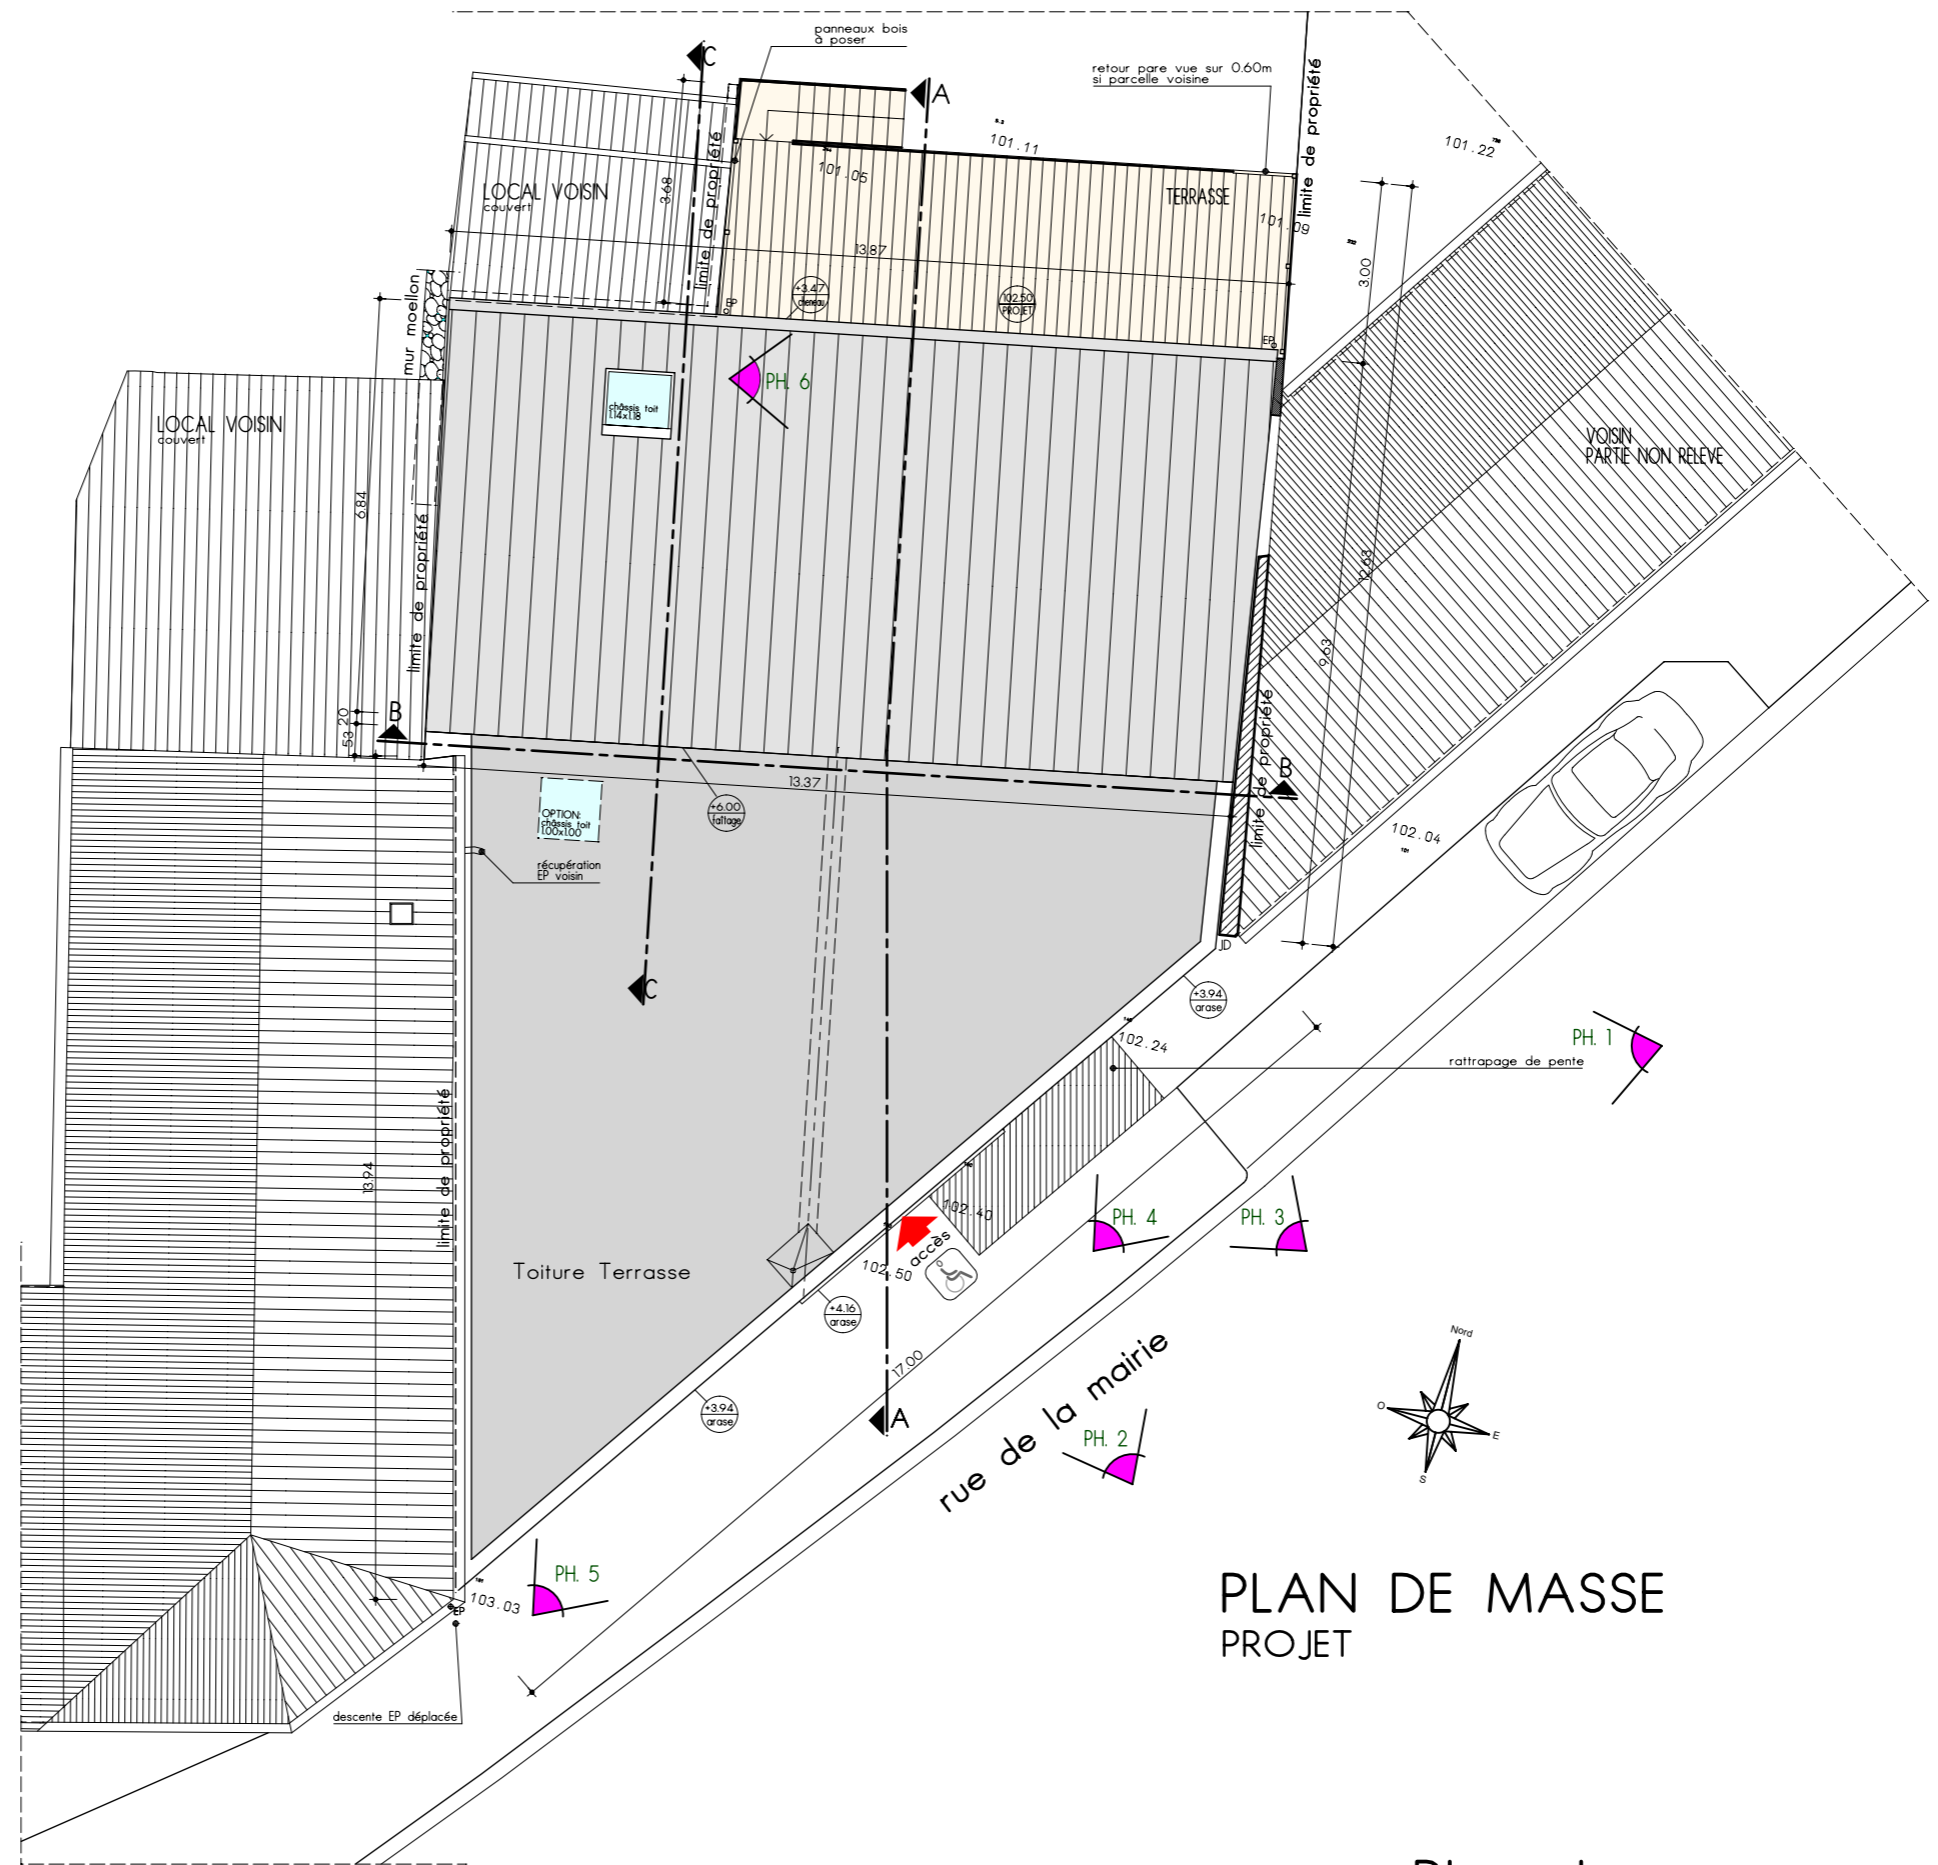 panneaux bois
à poser
C
A
retour pare vue sur 0.60m
si parcelle voisine
limite de propriété
101.11
101.22
101.05
LOCAL VOISIN
couvert
3.68
limite de propriété
TERRASSE
101.09
13.87
3.00
mur moellon
EP
+3.47
cheneau
102.50
PROJET
EP
PH. 6
châssis toit
1.14x1.18
LOCAL VOISIN
couvert
VOISIN
PARTIE NON RELEVE
6.84
limite de propriété
12.63
9.63
limite de propriété
53
20
B
B
13.37
+6.00
faîtage
OPTION:
châssis toit
1.00x1.00
récupération
EP voisin
102.04
JD
C
+3.94
arase
102.24
PH. 1
rattrapage de pente
limite de propriété
13.94
102.40
PH. 4
PH. 3
accès
102.50
Toiture Terrasse
+4.16
arase
17.00
rue de la mairie
Nord
O
E
S
+3.94
arase
A
PH. 2
PH. 5
103.03
EP
descente EP déplacée
PLAN DE MASSE
PROJET